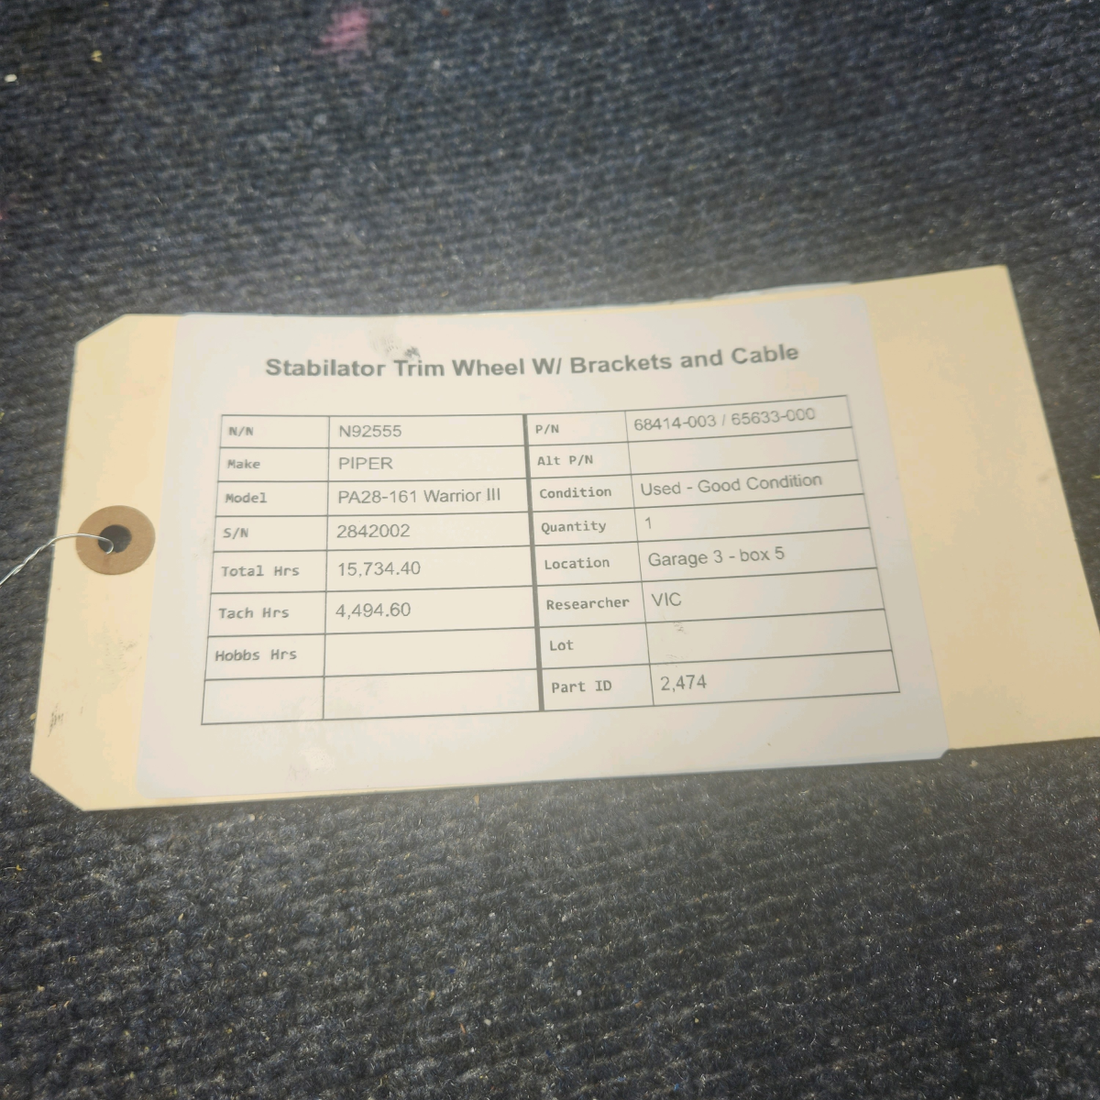 Stabilator Trim Wheel W/ Brackets and Cable
N/N N92555 P/N 68414-003 / 65633-000
Make PIPER Alt P/N
Model PA28-161 Warrior III Condition Used - Good Condition
S/N 2842002 Quantity 1
Total Hrs 15,734.40 Location Garage 3 - box 5
Tach Hrs 4,494.60 Researcher VIC
Hobbs Hrs Lot
Part ID 2,474